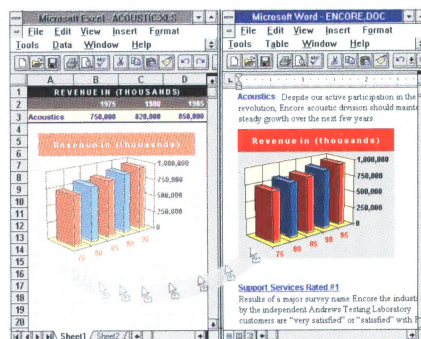 Microsoft Excel - ACOUSTIC.XLS
File Edit View Insert Format
Tools Data Window Help
A B C D
1 REVENUE IN (THOUSANDS)
2 1975 1980 1985
3 Acoustics 750,000 820,000 850,000
4
5 Revenue in (thousands)
6
7 1,000,000
8 750,000
9
10 500,000
11 250,000
12
13 0
14 75 80 85 90 95
15
16
17
18
19
20
Sheet1 Sheet2
Microsoft Word - ENCORE.DOC
File Edit View Insert Format
Tools Table Window Help
Acoustics Despite our active participation in the
revolution, Encore acoustic division should mainte
steady growth over the next few years.
Revenue in (thousands)
1,000,000
750,000
500,000
250,000
0
75 80 85 90 95
Support Services Rated #1
Results of a major survey name Encore the industr
by the independent Andrews Testing Laboratory
customers are "very satisfied" or "satisfied" with